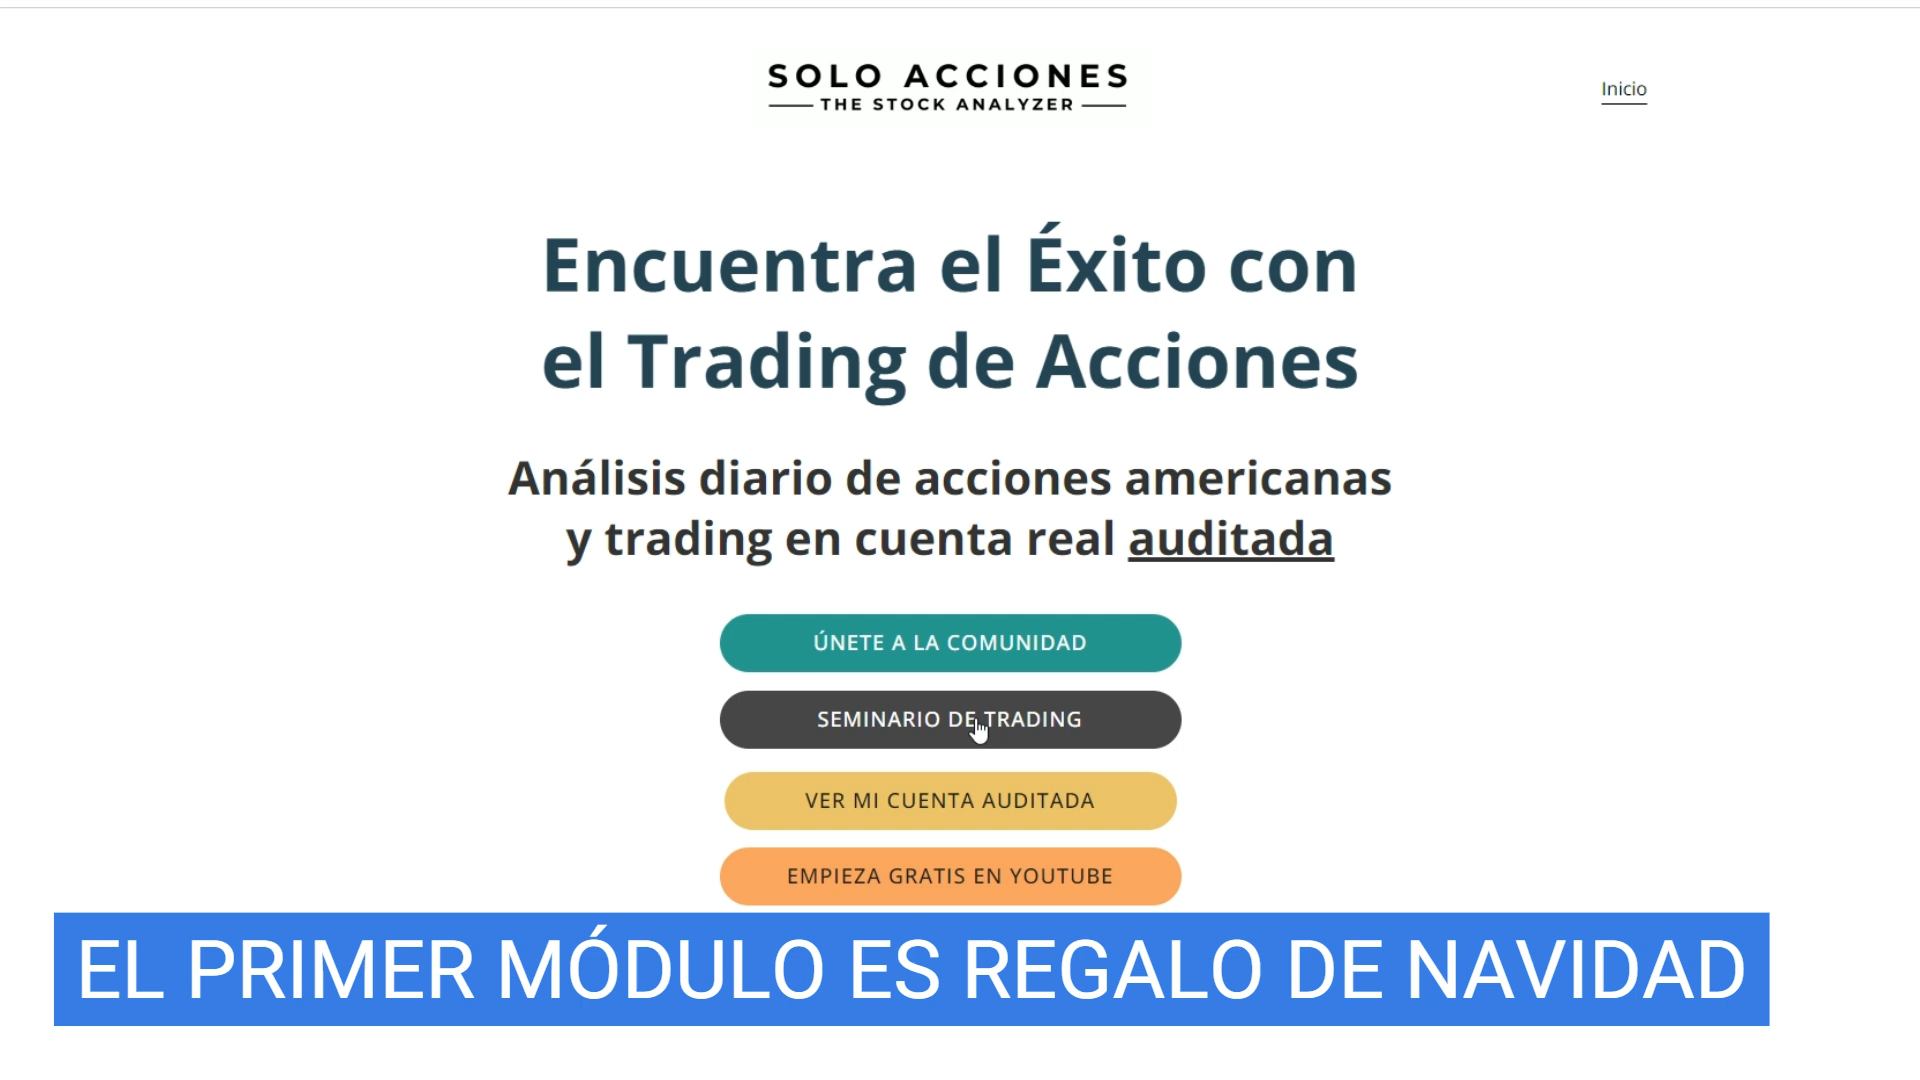 SOLO ACCIONES
THE STOCK ANALYZER
Inicio
Encuentra el Éxito con
el Trading de Acciones
Análisis diario de acciones americanas
y trading en cuenta real auditada
ÚNETE A LA COMUNIDAD
SEMINARIO DE TRADING
VER MI CUENTA AUDITADA
EMPIEZA GRATIS EN YOUTUBE
EL PRIMER MÓDULO ES REGALO DE NAVIDAD